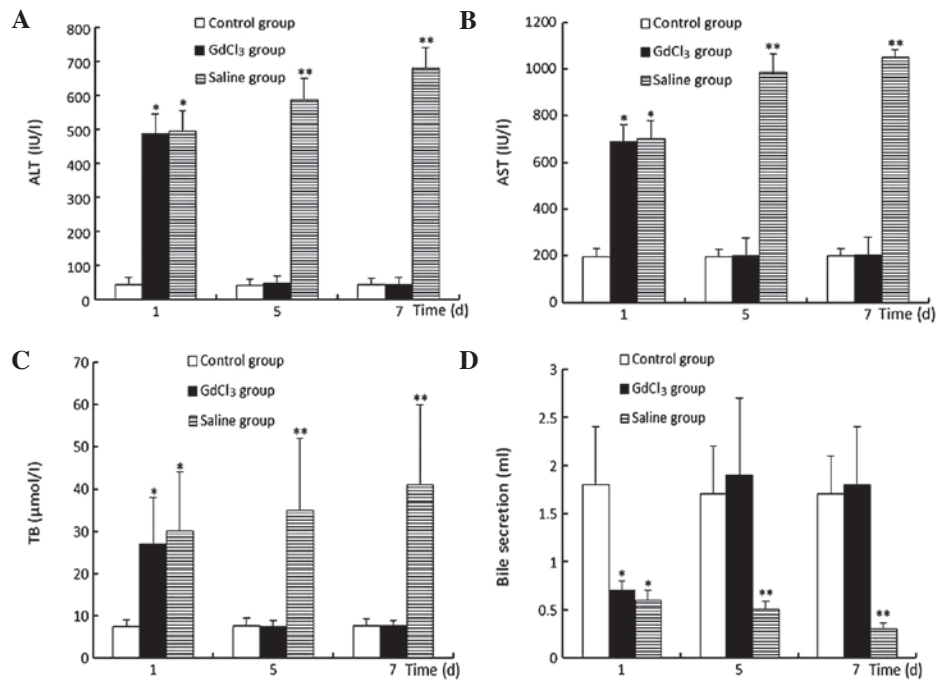 A
Control group
GdCl3 group
Saline group
ALT (IU/l)
800
700
600
500
400
300
200
100
0
* *
**
**
1 5 7 Time (d)
B
Control group
GdCl3 group
Saline group
AST (IU/l)
1200
1000
800
600
400
200
0
* *
**
**
1 5 7 Time (d)
C
Control group
GdCl3 group
Saline group
TB (µmol/l)
70
60
50
40
30
20
10
0
* *
**
**
1 5 7 Time (d)
D
Control group
GdCl3 group
Saline group
Bile secretion (ml)
3
2.5
2
1.5
1
0.5
0
* *
**
**
1 5 7 Time (d)